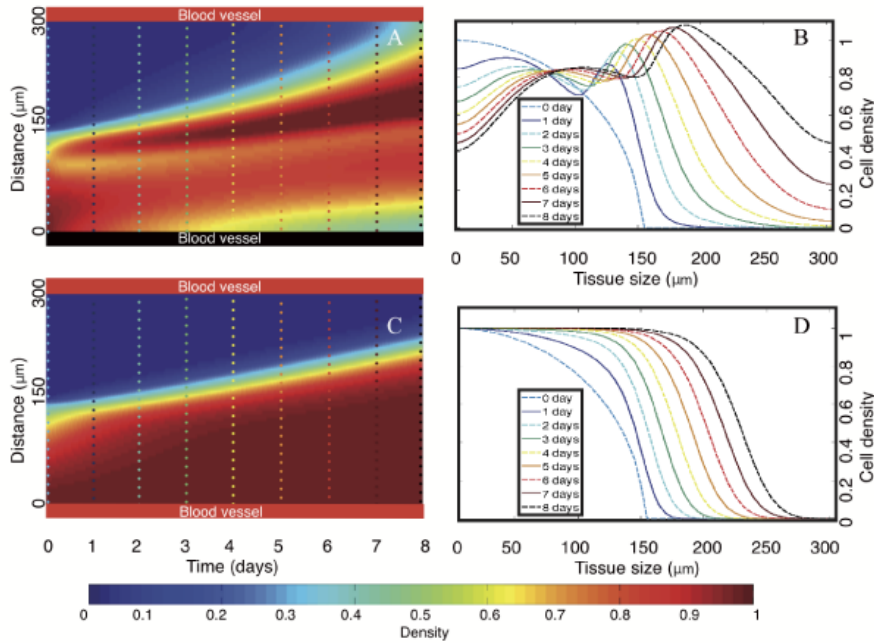 Blood vessel
A
300
150
0
Distance (µm)
Blood vessel
B
0 day
1 day
2 days
3 days
4 days
5 days
6 days
7 days
8 days
1
0.8
0.6
0.4
0.2
0
Cell density
0 50 100 150 200 250 300
Tissue size (µm)
Blood vessel
C
300
150
0
Distance (µm)
Blood vessel
0 1 2 3 4 5 6 7 8
Time (days)
D
0 day
1 day
2 days
3 days
4 days
5 days
6 days
7 days
8 days
1
0.8
0.6
0.4
0.2
0
Cell density
0 100 150 200 250 300
Tissue size (µm)
0 0.1 0.2 0.3 0.4 0.5 0.6 0.7 0.8 0.9 1
Density